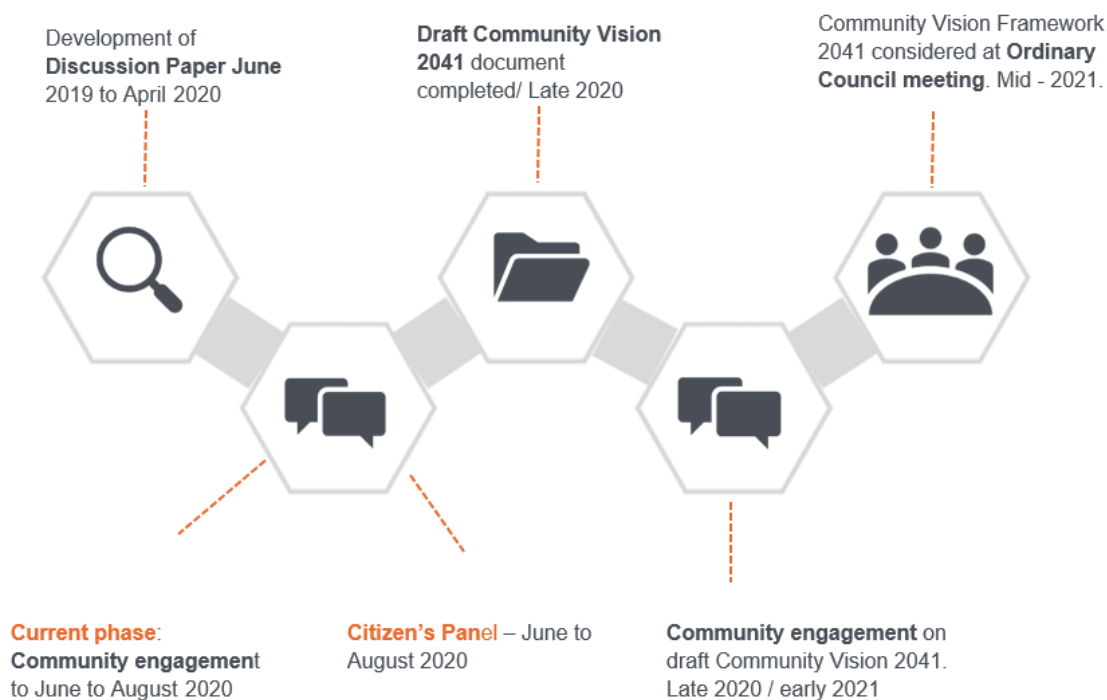 Development of
Discussion Paper June
2019 to April 2020
Draft Community Vision
2041 document
completed/ Late 2020
Community Vision Framework
2041 considered at Ordinary
Council meeting. Mid - 2021.
Current phase:
Community engagement
to June to August 2020
Citizen's Panel – June to
August 2020
Community engagement on
draft Community Vision 2041.
Late 2020 / early 2021